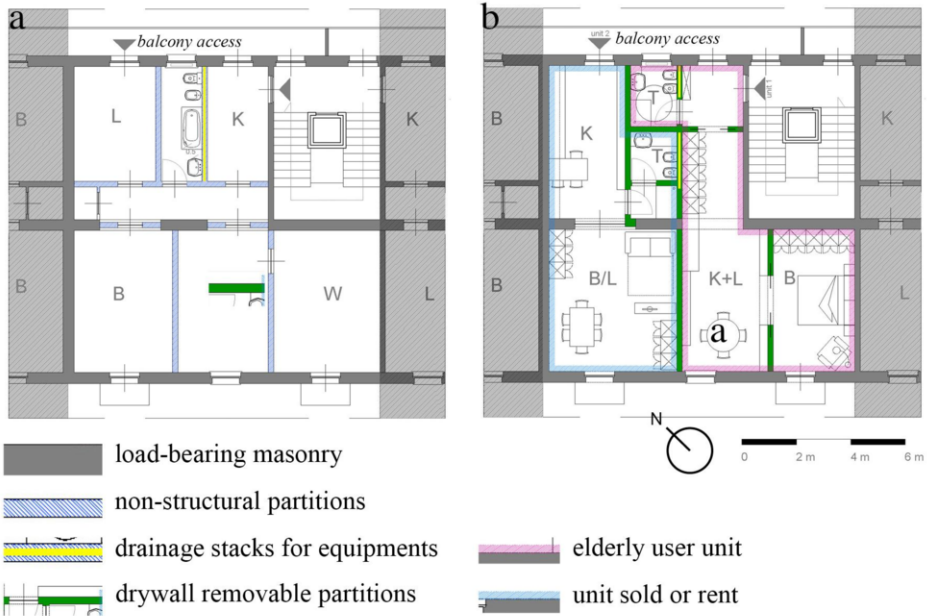 a
balcony access
L
K
B
K
B
B
W
L
b
unit 2
balcony access
unit 1
T
K
T
B
K
B/L
K+L
B
B
L
a
N
0 2 m 4 m 6 m
load-bearing masonry
non-structural partitions
drainage stacks for equipments
drywall removable partitions
elderly user unit
unit sold or rent